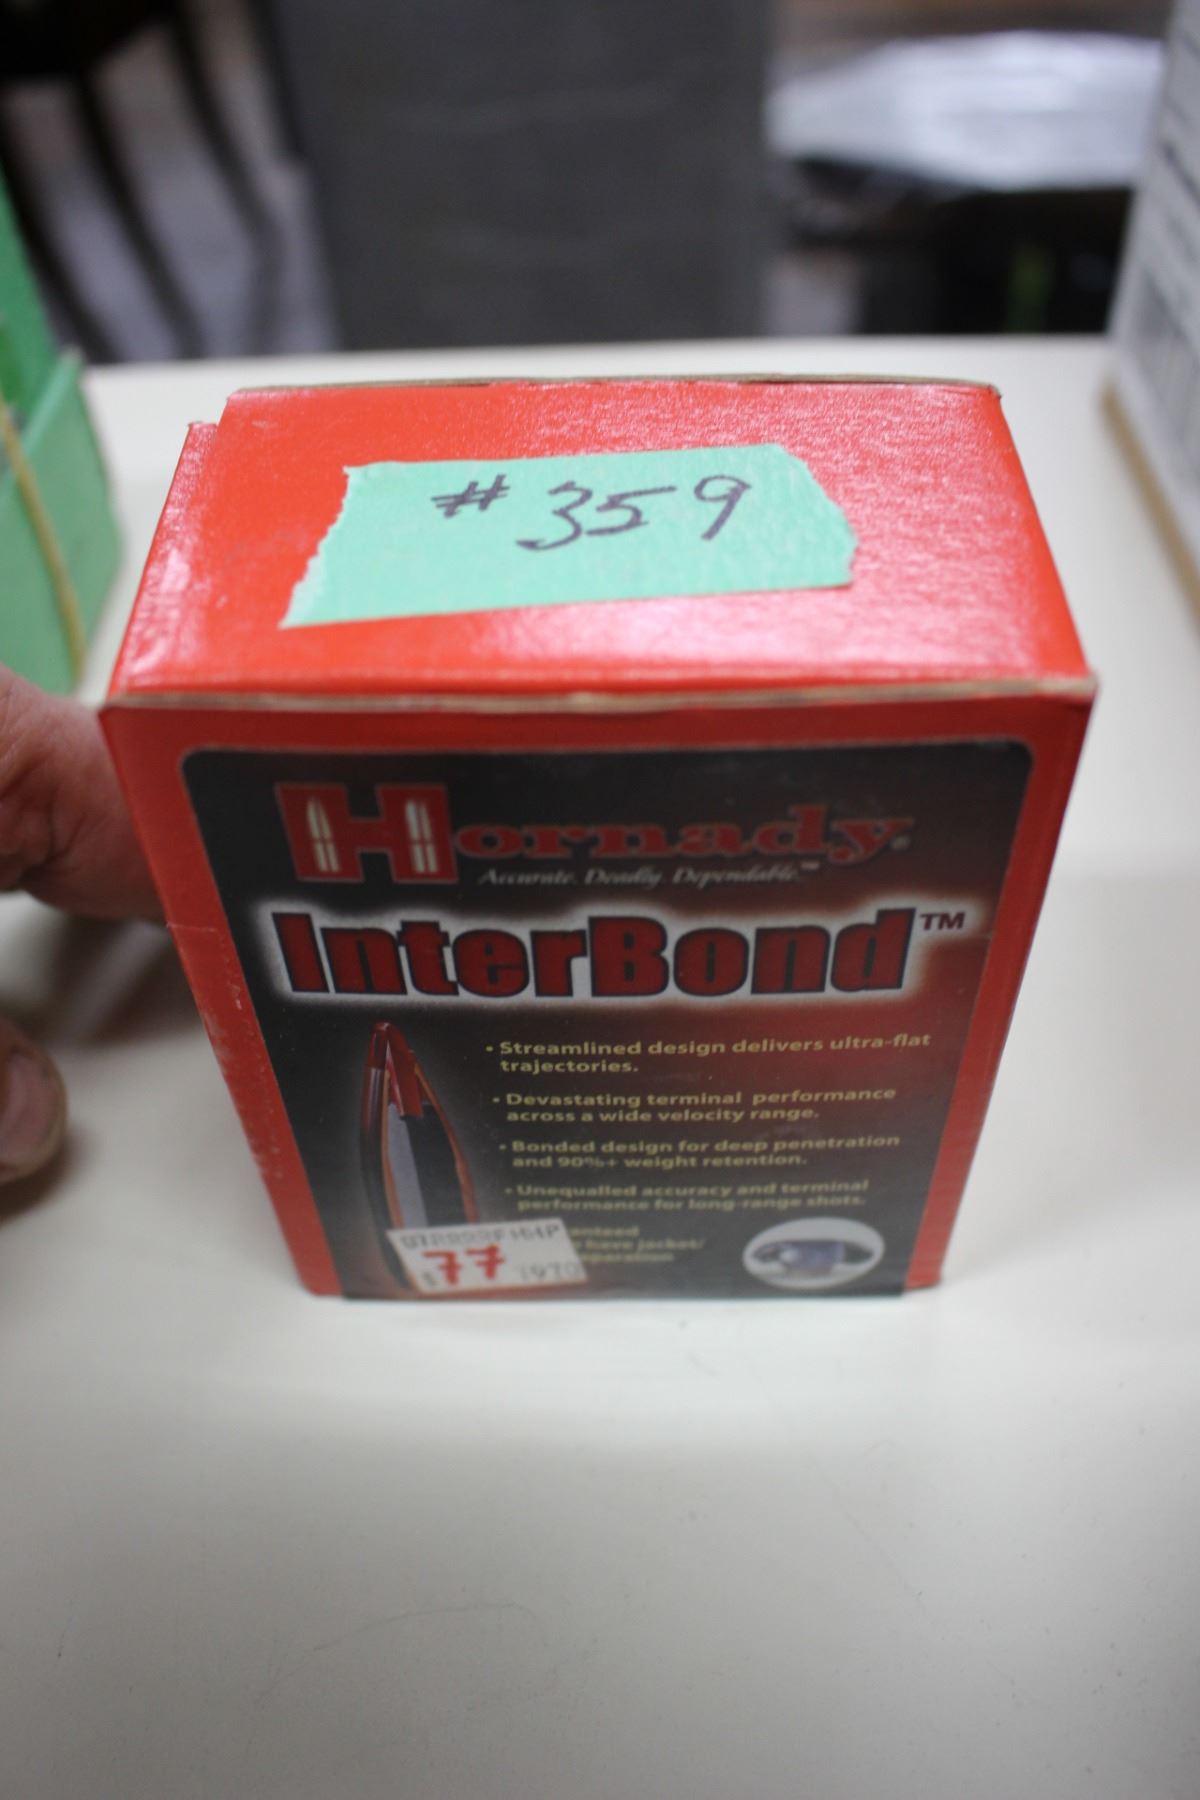 #359
Hornady®
Accurate. Deadly. Dependable.™
InterBond™
• Streamlined design delivers ultra-flat
trajectories.
• Devastating terminal performance
across a wide velocity range.
• Bonded design for deep penetration
and 90%+ weight retention.
• Unequalled accuracy and terminal
performance for long-range shots.
have jacket/
$77